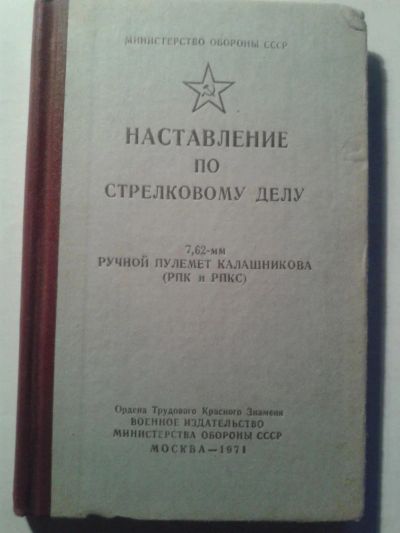 МИНИСТЕРСТВО ОБОРОНЫ СССР
НАСТАВЛЕНИЕ
ПО
СТРЕЛКОВОМУ ДЕЛУ
7,62-мм
РУЧНОЙ ПУЛЕМЕТ КАЛАШНИКОВА
(РПК и РПКС)
Ордена Трудового Красного Знамени
ВОЕННОЕ ИЗДАТЕЛЬСТВО
МИНИСТЕРСТВА ОБОРОНЫ СССР
МОСКВА—1971